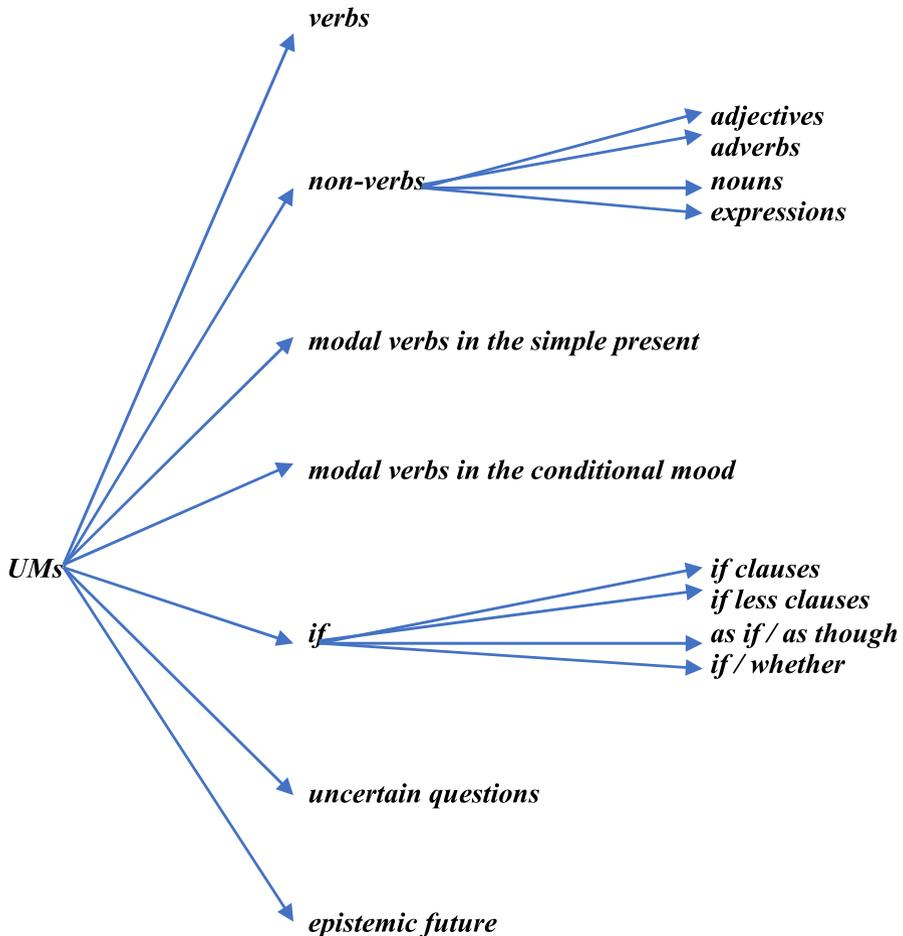 verbs
adjectives
adverbs
non-verbs
nouns
expressions
modal verbs in the simple present
modal verbs in the conditional mood
UMs
if clauses
if less clauses
if
as if / as though
if / whether
uncertain questions
epistemic future